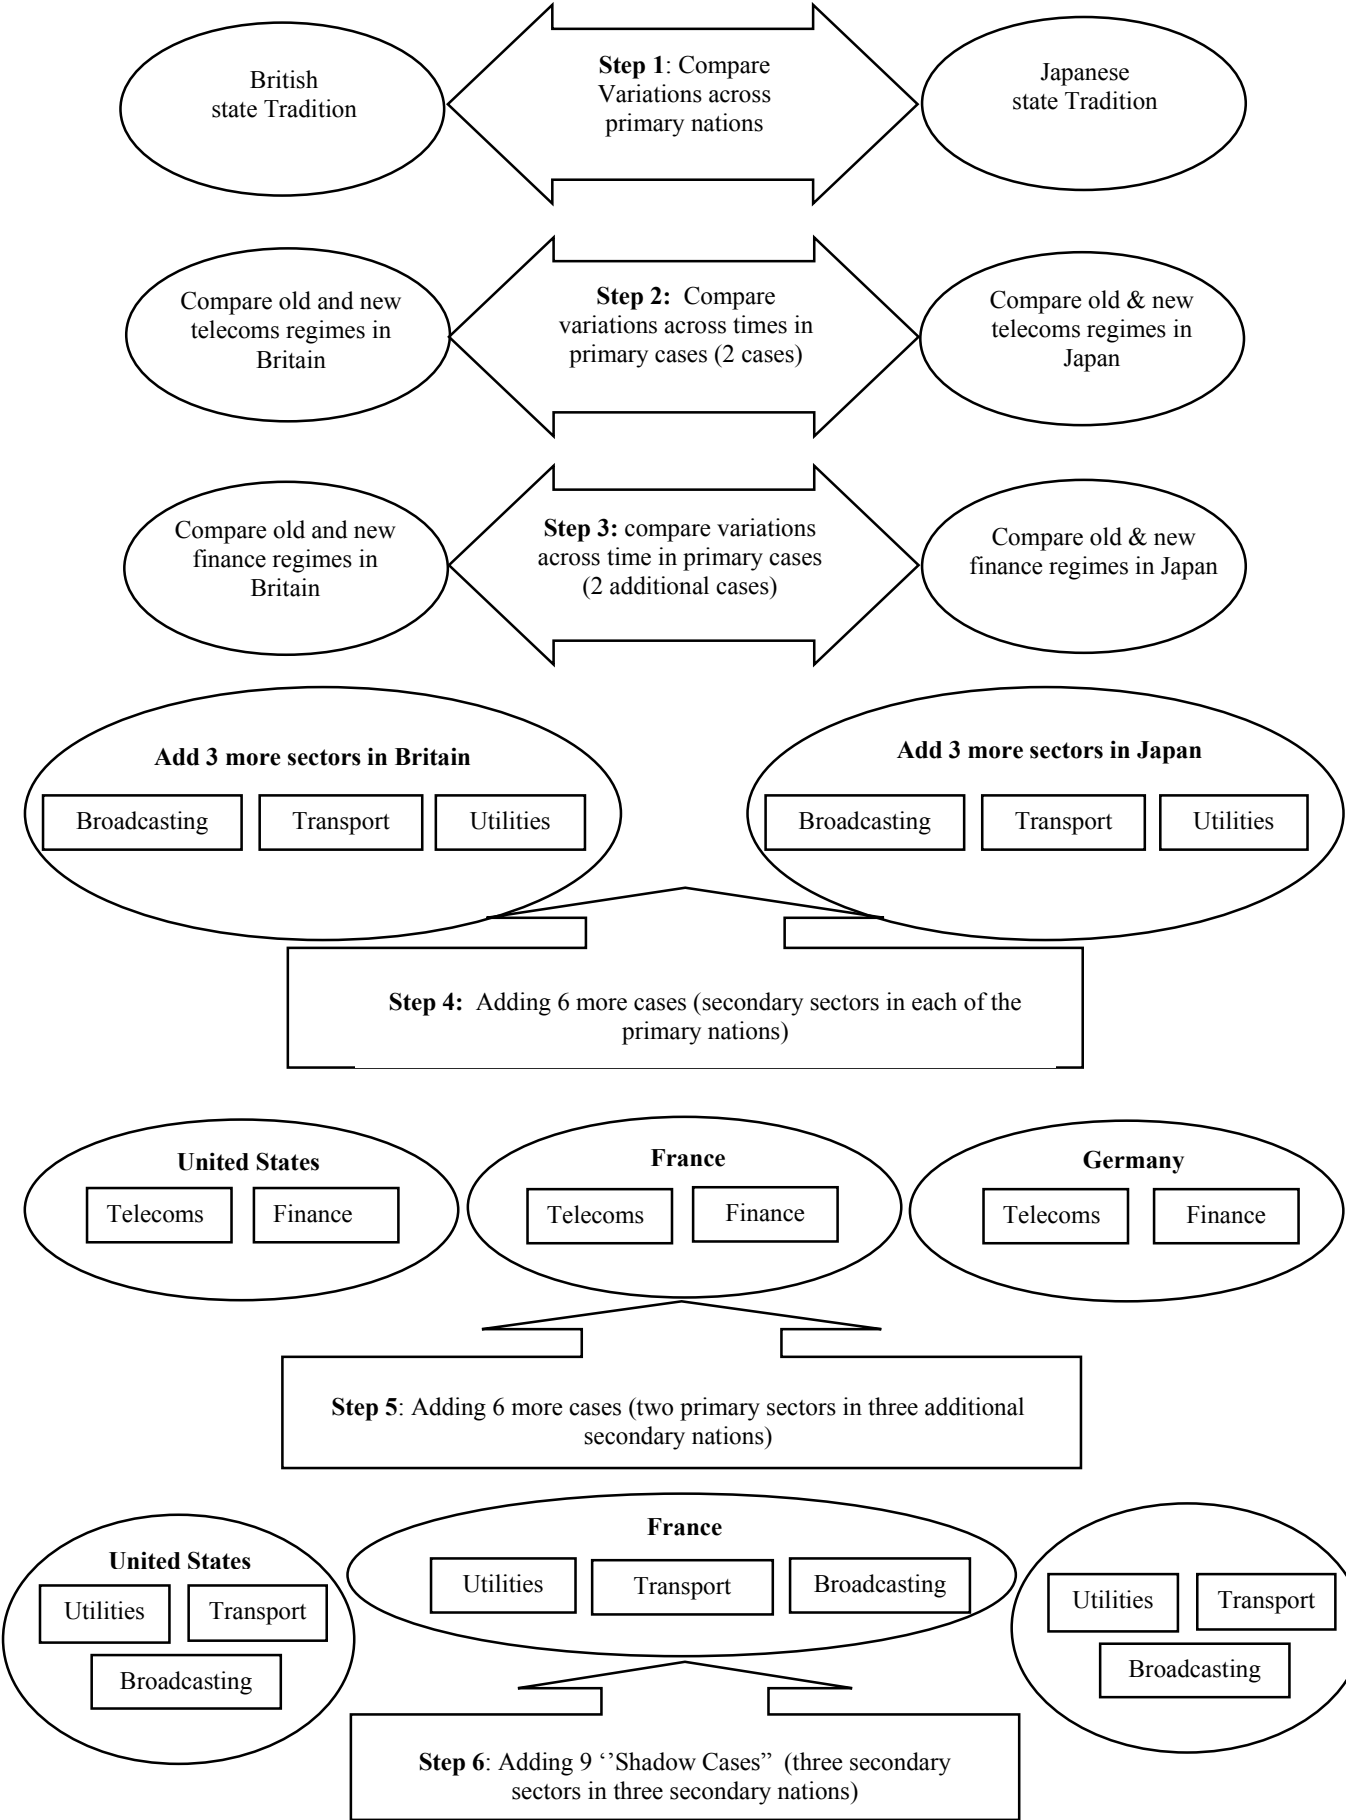 British
state Tradition
Step 1: Compare
Variations across
primary nations
Japanese
state Tradition
Compare old and new
telecoms regimes in
Britain
Step 2:  Compare
variations across times in
primary cases (2 cases)
Compare old & new
telecoms regimes in
Japan
Compare old and new
finance regimes in
Britain
Step 3: compare variations
across time in primary cases
(2 additional cases)
Compare old & new
finance regimes in Japan
Add 3 more sectors in Britain
Broadcasting
Transport
Utilities
Add 3 more sectors in Japan
Broadcasting
Transport
Utilities
Step 4:  Adding 6 more cases (secondary sectors in each of the
primary nations)
United States
Telecoms
Finance
France
Telecoms
Finance
Germany
Telecoms
Finance
Step 5: Adding 6 more cases (two primary sectors in three additional
secondary nations)
United States
Utilities
Transport
Broadcasting
France
Utilities
Transport
Broadcasting
Utilities
Transport
Broadcasting
Step 6: Adding 9 ‘’Shadow Cases”  (three secondary
sectors in three secondary nations)